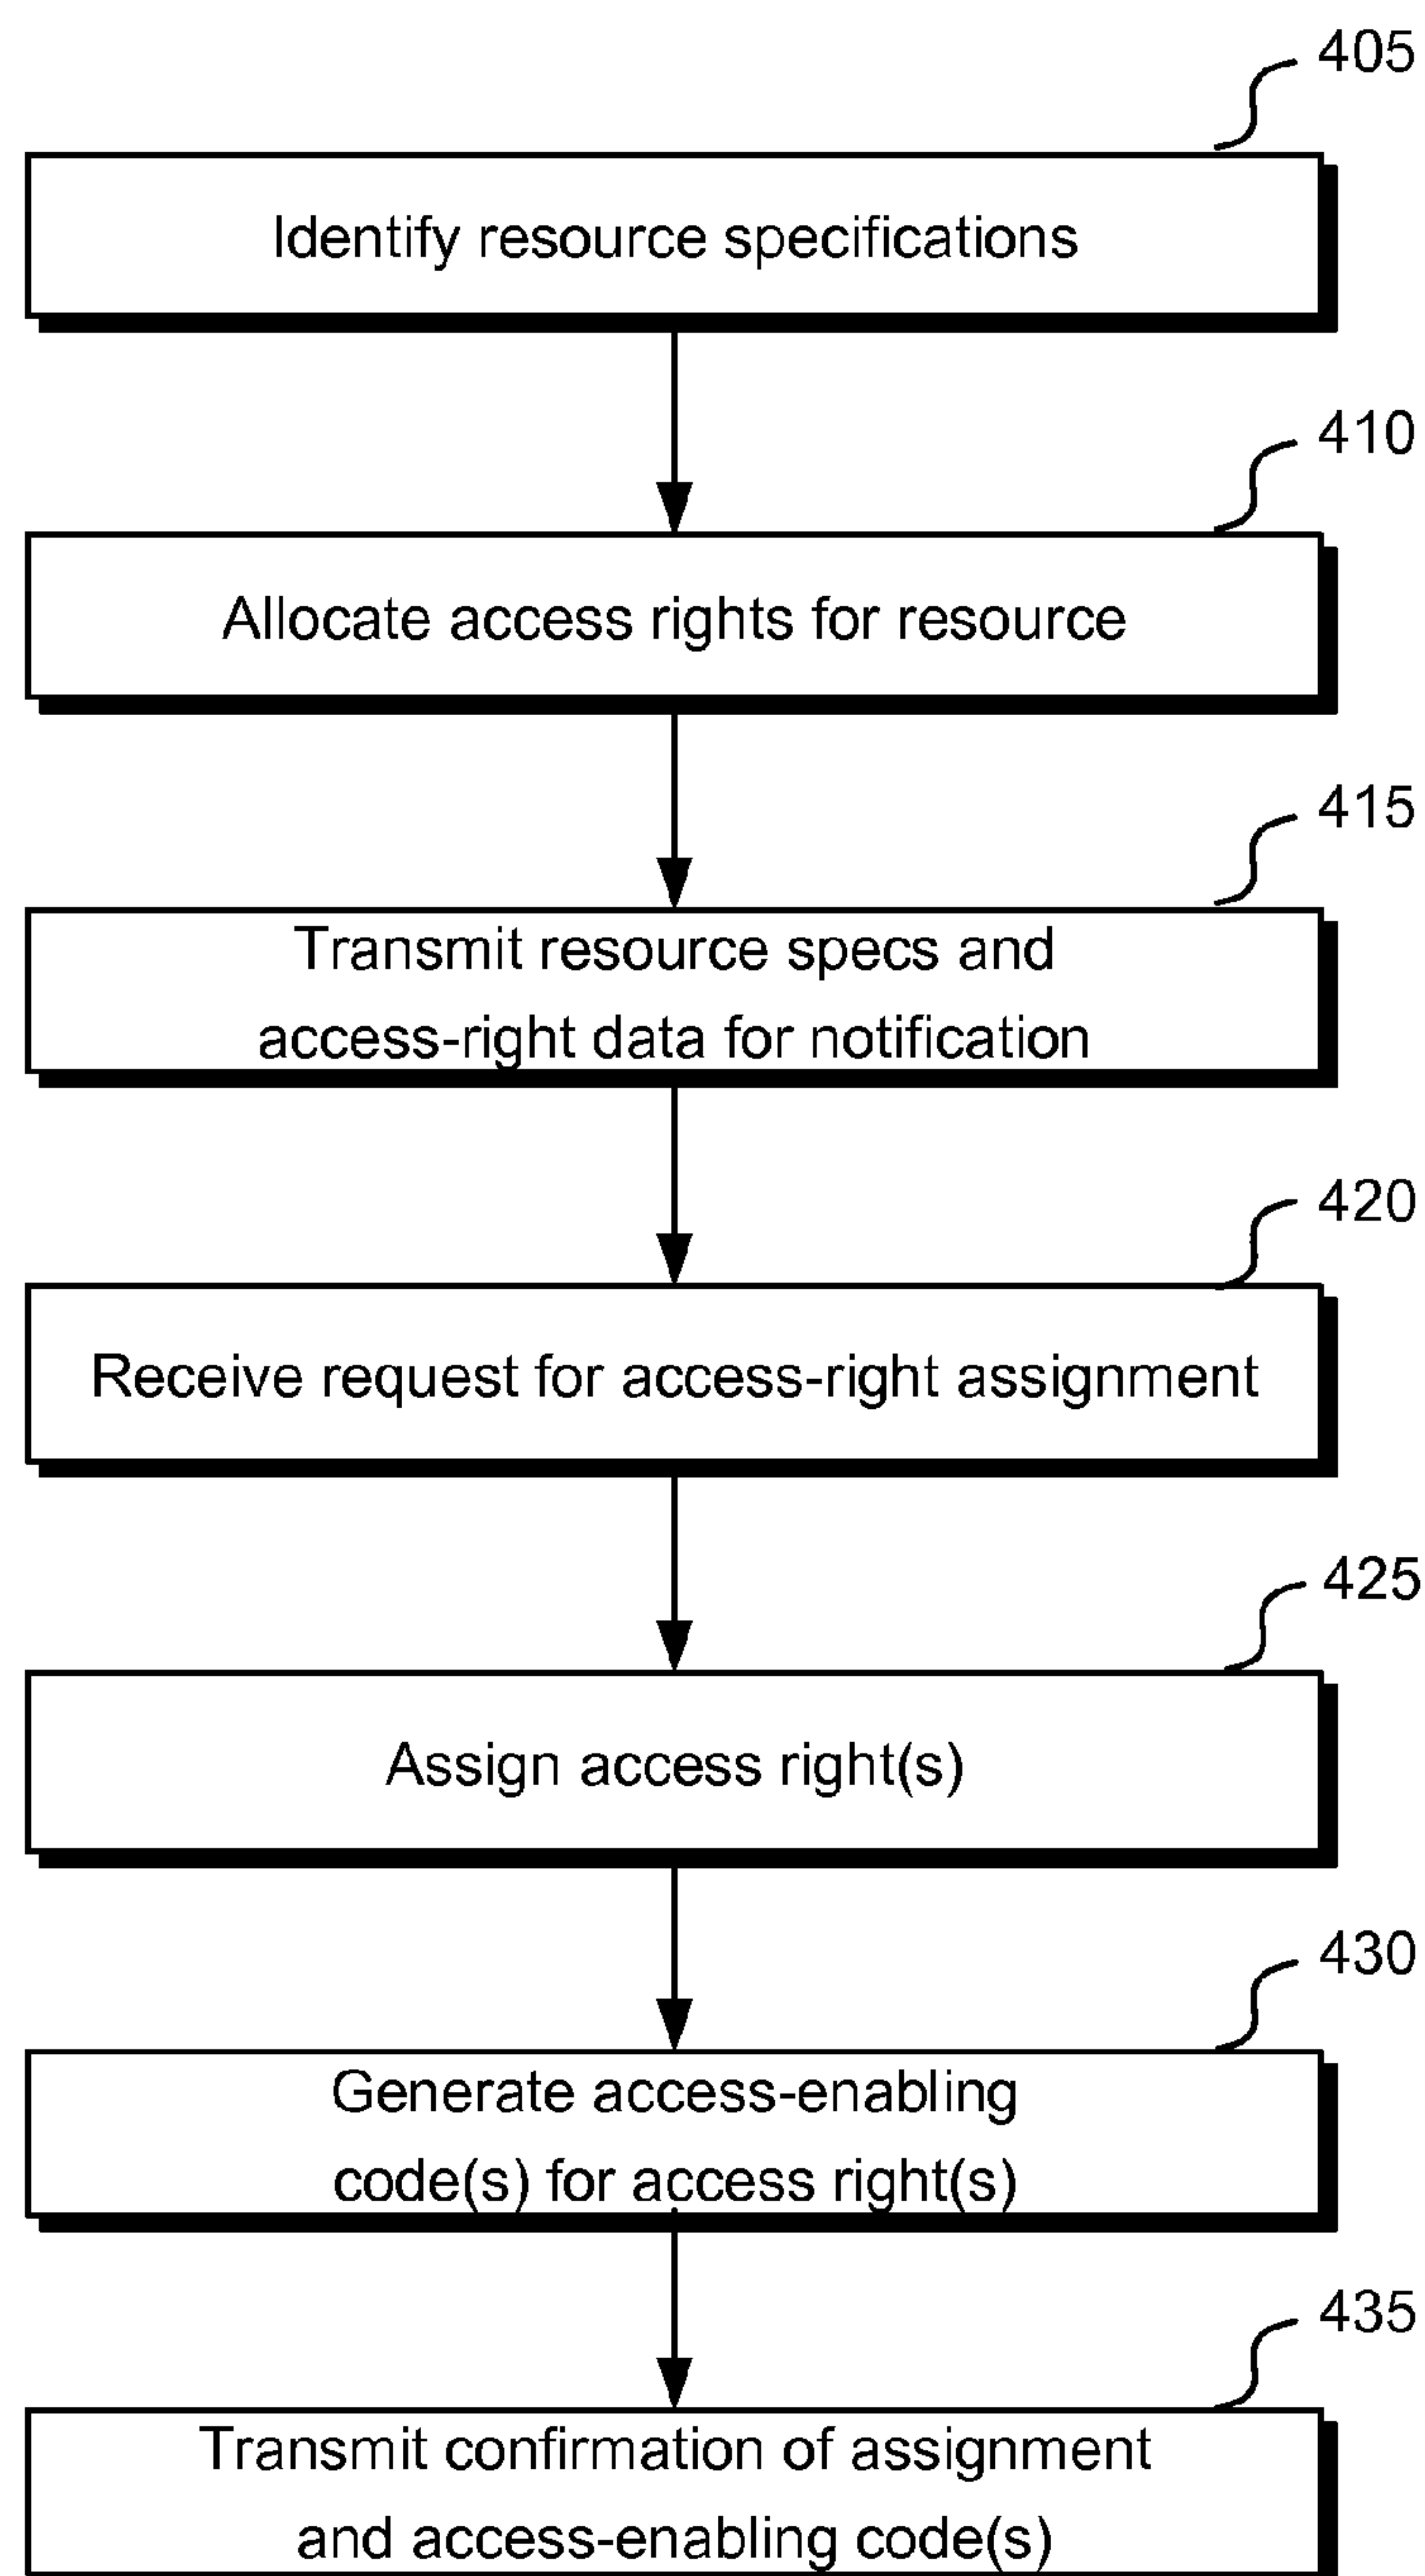 405
Identify resource specifications
410
Allocate access rights for resource
415
Transmit resource specs and
access-right data for notification
420
Receive request for access-right assignment
425
Assign access right(s)
430
Generate access-enabling
code(s) for access right(s)
435
Transmit confirmation of assignment
and access-enabling code(s)